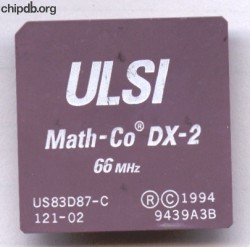 chipdb.org
ULSI
Math-Co® DX-2
66 MHz
US83D87-C ®©1994
121-02 9439A3B